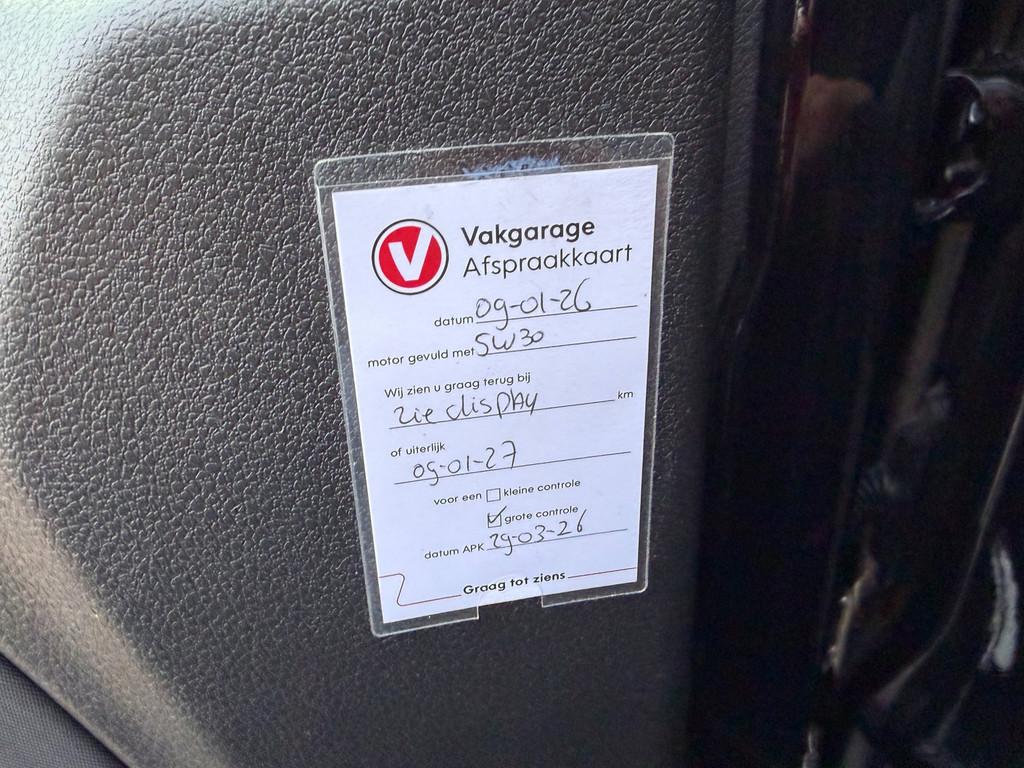 V Vakgarage
Afspraakkaart
datum 09-01-26
motor gevuld met 5W30
Wij zien u graag terug bij
zie display km
of uiterlijk
09-01-27
voor een kleine controle
grote controle
datum APK 29-03-26
Graag tot ziens